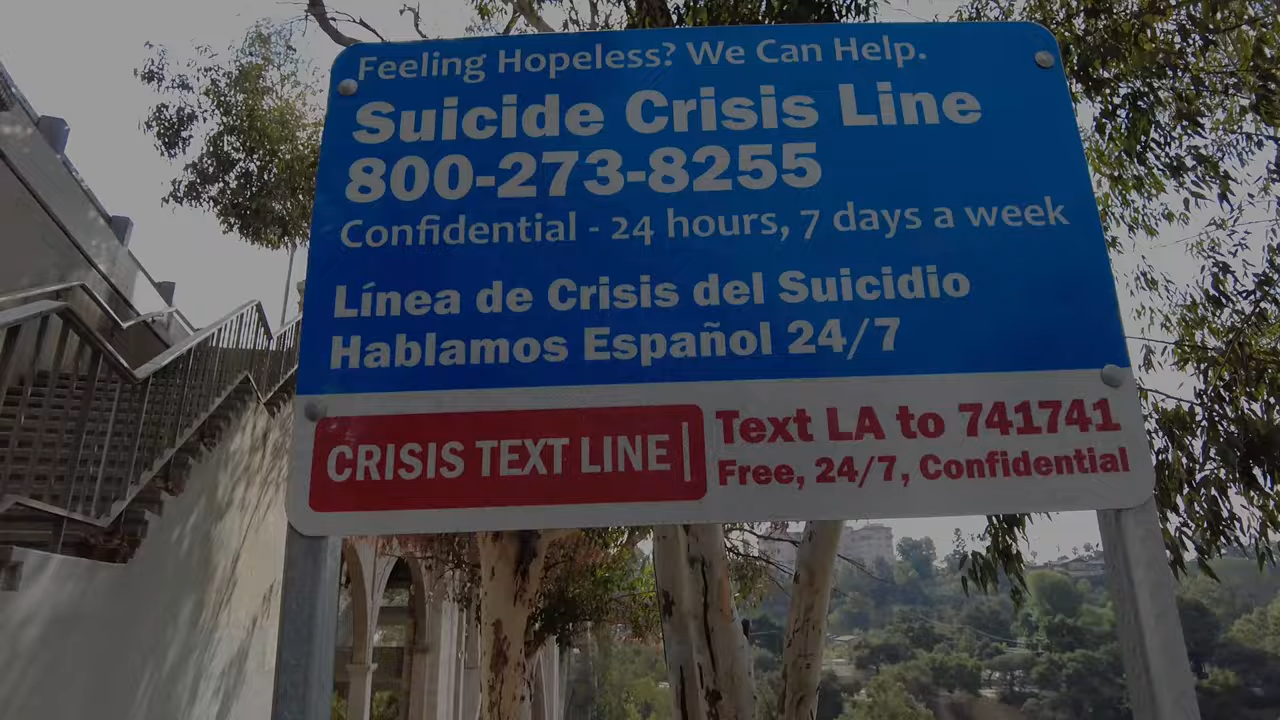 Feeling Hopeless? We Can Help.
Suicide Crisis Line
800-273-8255
Confidential - 24 hours, 7 days a week
Línea de Crisis del Suicidio
Hablamos Español 24/7
CRISIS TEXT LINE|
Text LA to 741741
Free, 24/7, Confidential